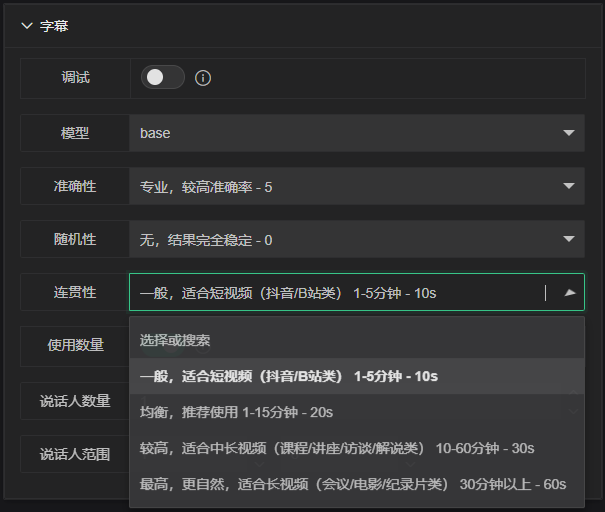 字幕
调试
模型 base
准确性 专业，较高准确率 - 5
随机性 无，结果完全稳定 - 0
连贯性 一般，适合短视频（抖音/B站类） 1-5分钟 - 10s
使用数量
说话人数量
说话人范围
选择或搜索
一般，适合短视频（抖音/B站类） 1-5分钟 - 10s
均衡，推荐使用 1-15分钟 - 20s
较高，适合中长视频（课程/讲座/访谈/解说类） 10-60分钟 - 30s
最高，更自然，适合长视频（会议/电影/纪录片类） 30分钟以上 - 60s